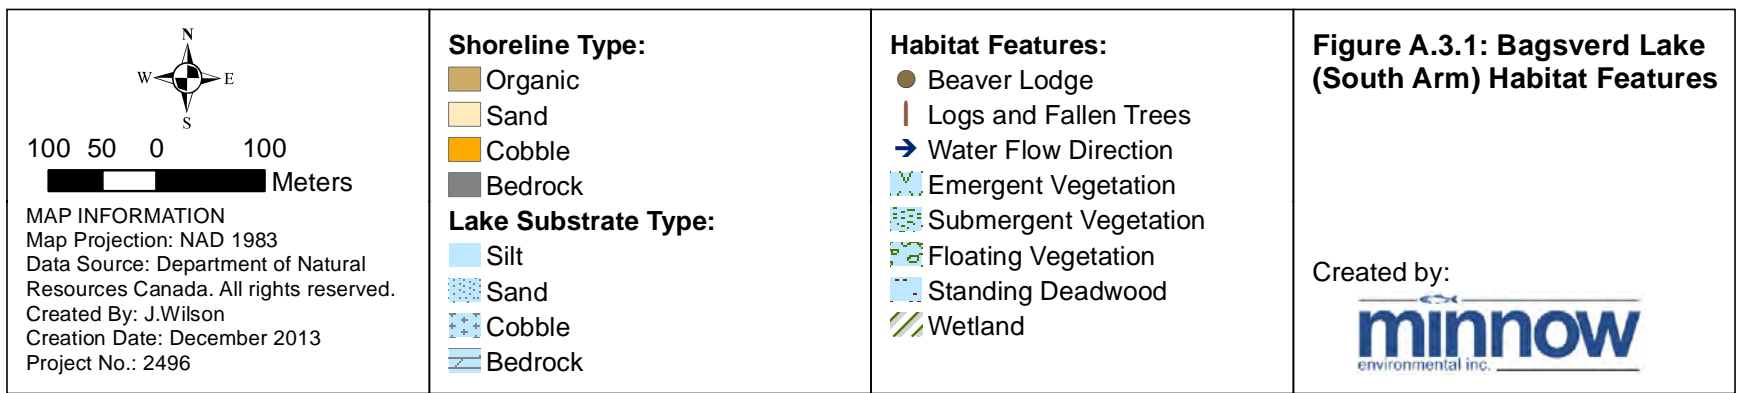 N
W E
S
100 50 0 100
Meters
MAP INFORMATION
Map Projection: NAD 1983
Data Source: Department of Natural
Resources Canada. All rights reserved.
Created By: J.Wilson
Creation Date: December 2013
Project No.: 2496
Shoreline Type:
Organic
Sand
Cobble
Bedrock
Lake Substrate Type:
Silt
Sand
Cobble
Bedrock
Habitat Features:
Beaver Lodge
Logs and Fallen Trees
Water Flow Direction
Emergent Vegetation
Submergent Vegetation
Floating Vegetation
Standing Deadwood
Wetland
Figure A.3.1: Bagsverd Lake
(South Arm) Habitat Features
Created by:
minnow
environmental inc.